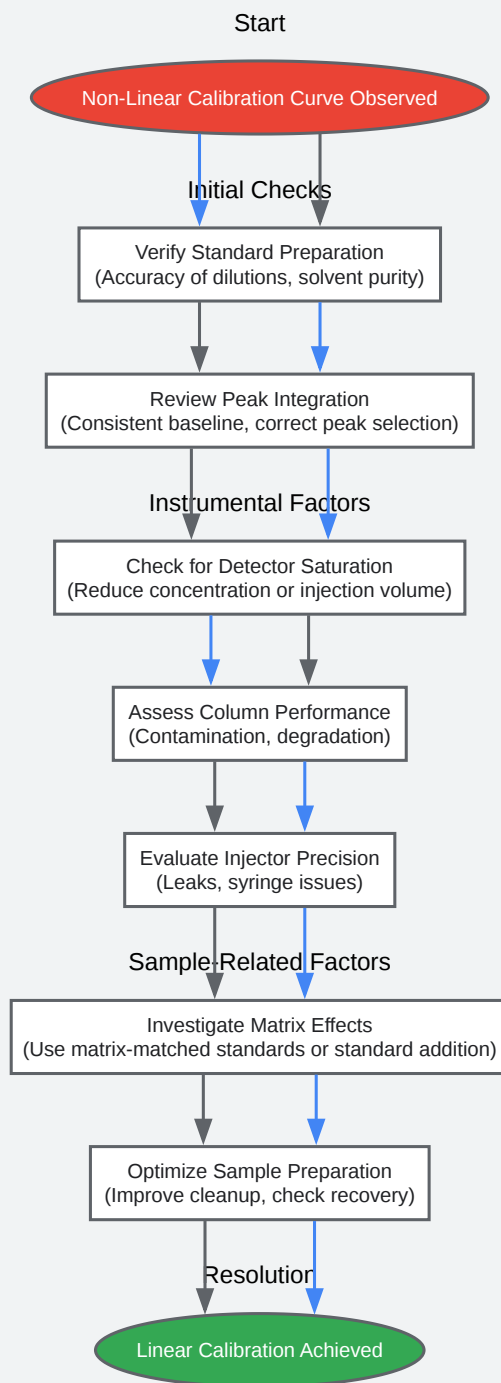 Start
Non-Linear Calibration Curve Observed
Initial Checks
Verify Standard Preparation
(Accuracy of dilutions, solvent purity)
Review Peak Integration
(Consistent baseline, correct peak selection)
Instrumental Factors
Check for Detector Saturation
(Reduce concentration or injection volume)
Assess Column Performance
(Contamination, degradation)
Evaluate Injector Precision
(Leaks, syringe issues)
Sample-Related Factors
Investigate Matrix Effects
(Use matrix-matched standards or standard addition)
Optimize Sample Preparation
(Improve cleanup, check recovery)
Resolution
Linear Calibration Achieved